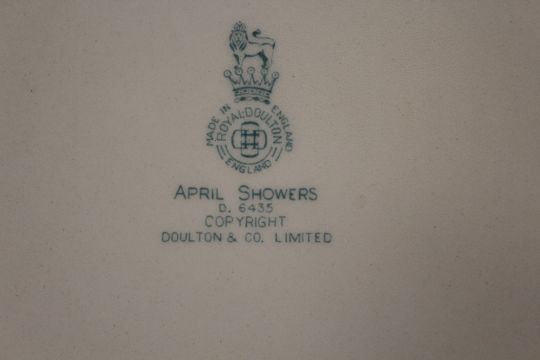 MADE IN ENGLAND
ROYAL·DOULTON
ENGLAND
APRIL SHOWERS
D. 6435
COPYRIGHT
DOULTON & CO. LIMITED